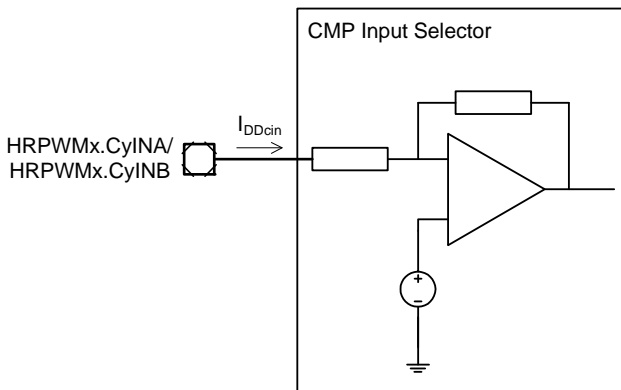 CMP Input Selector
I_DDcin
HRPWMx.CyINA/
HRPWMx.CyINB
+
−